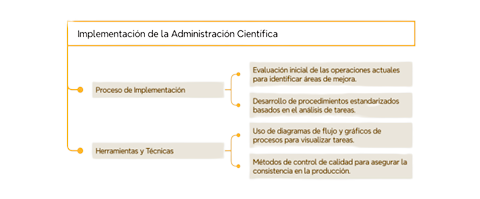 Implementación de la Administración Científica
Proceso de Implementación
Evaluación inicial de las operaciones actuales
para identificar áreas de mejora.
Desarrollo de procedimientos estandarizados
basados en el análisis de tareas.
Herramientas y Técnicas
Uso de diagramas de flujo y gráficos de
procesos para visualizar tareas.
Métodos de control de calidad para asegurar la
consistencia en la producción.